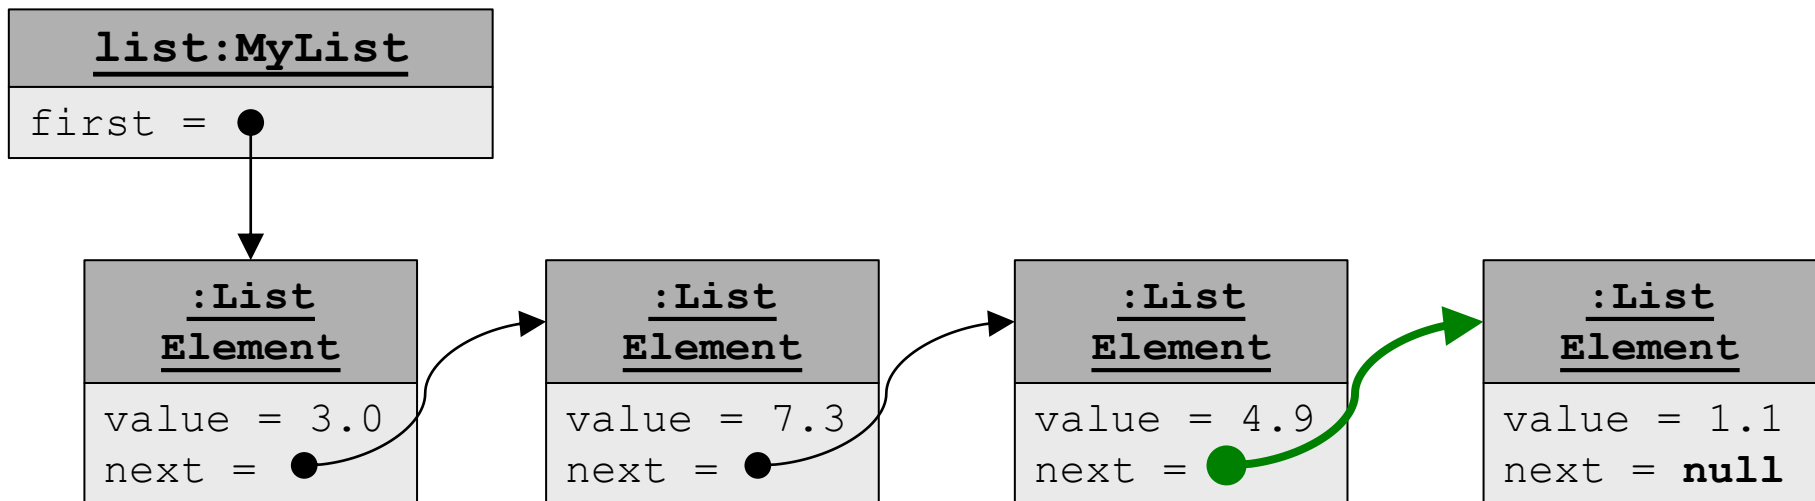 list:MyList
first =
:List
Element
value = 3.0
next =
:List
Element
value = 7.3
next =
:List
Element
value = 4.9
next =
:List
Element
value = 1.1
next = null